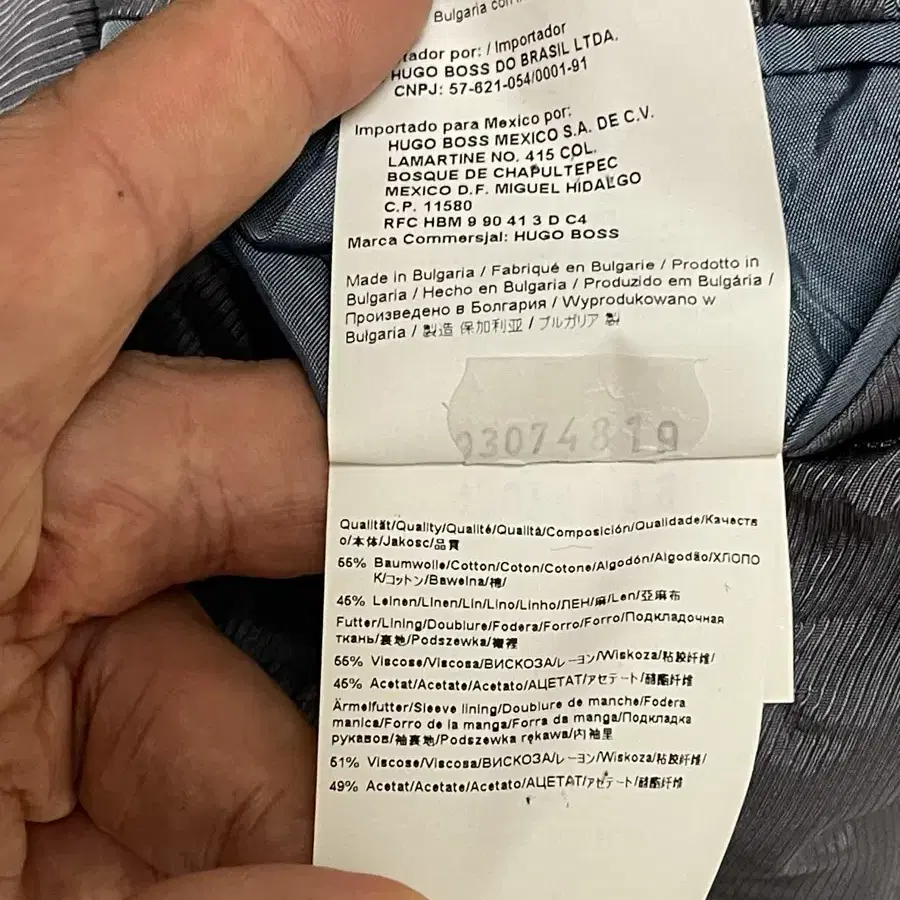 Bulgaria
por: / Importador
HUGO BOSS DO BRASIL LTDA.
CNPJ: 57-621-054/0001-91
Importado para Mexico por:
HUGO BOSS MEXICO S.A. DE C.V.
LAMARTINE NO. 415 COL.
BOSQUE DE CHAPULTEPEC
MEXICO D.F. MIGUEL HIDALGO
C.P. 11580
RFC HBM 9 90 41 3 D C4
Marca Commersjal: HUGO BOSS
Made in Bulgaria / Fabriqué en Bulgarie / Prodotto in
Bulgaria / Hecho en Bulgaria / Produzido em Bulgária /
Произведено в Болгария / Wyprodukowano w
Bulgaria / 製造 保加利亚 / ブルガリア 製
93074819
Qualität/Quality/Qualité/Qualità/Composición/Qualidade/Качеств
о/本体/Jakosc/品質
55% Baumwolle/Cotton/Coton/Cotone/Algodón/Algodão/ХЛОПО
К/コットン/Bawelna/棉/
45% Leinen/Linen/Lin/Lino/Linho/ЛЕН/麻/Len/亞麻布
Futter/Lining/Doublure/Fodera/Forro/Forro/Подкладочная
ткань/裏地/Podszewka/襯裡
55% Viscose/Viscosa/ВИСКОЗА/レーヨン/Wiskoza/粘胶纤维/
45% Acetat/Acetate/Acetato/АЦЕТАТ/アセテート/醋酯纤维
Ärmelfutter/Sleeve lining/Doublure de manche/Fodera
manica/Forro de la manga/Forra da manga/Подкладка
рукавов/袖裏地/Podszewka rękawa/内袖里
51% Viscose/Viscosa/ВИСКОЗА/レーヨン/Wiskoza/粘胶纤维/
49% Acetat/Acetate/Acetato/АЦЕТАТ/アセテート/醋酯纤维